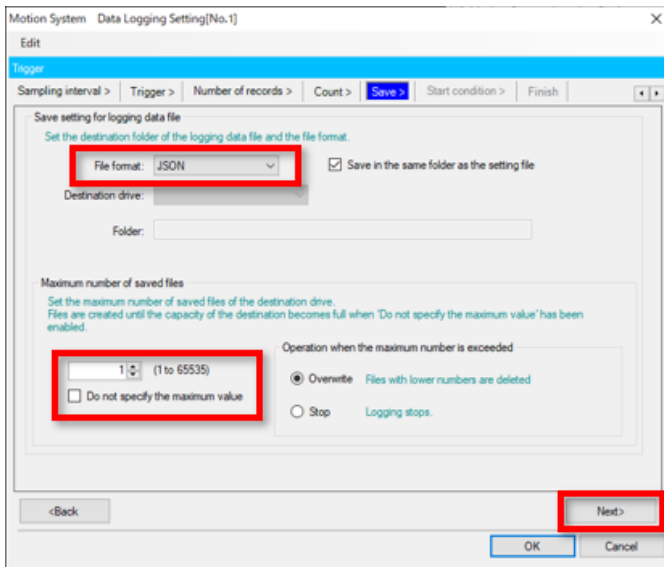 Motion System    Data Logging Setting[No.1]
Edit
Trigger
Sampling interval > Trigger > Number of records > Count > Save > Start condition > Finish
Save setting for logging data file
Set the destination folder of the logging data file and the file format.
File format: JSON
Save in the same folder as the setting file
Destination drive:
Folder:
Maximum number of saved files
Set the maximum number of saved files of the destination drive.
Files are created until the capacity of the destination becomes full when 'Do not specify the maximum value' has been
enabled.
Operation when the maximum number is exceeded
1 (1 to 65535)
Overwrite Files with lower numbers are deleted
Do not specify the maximum value
Stop Logging stops.
<Back Next>
OK Cancel